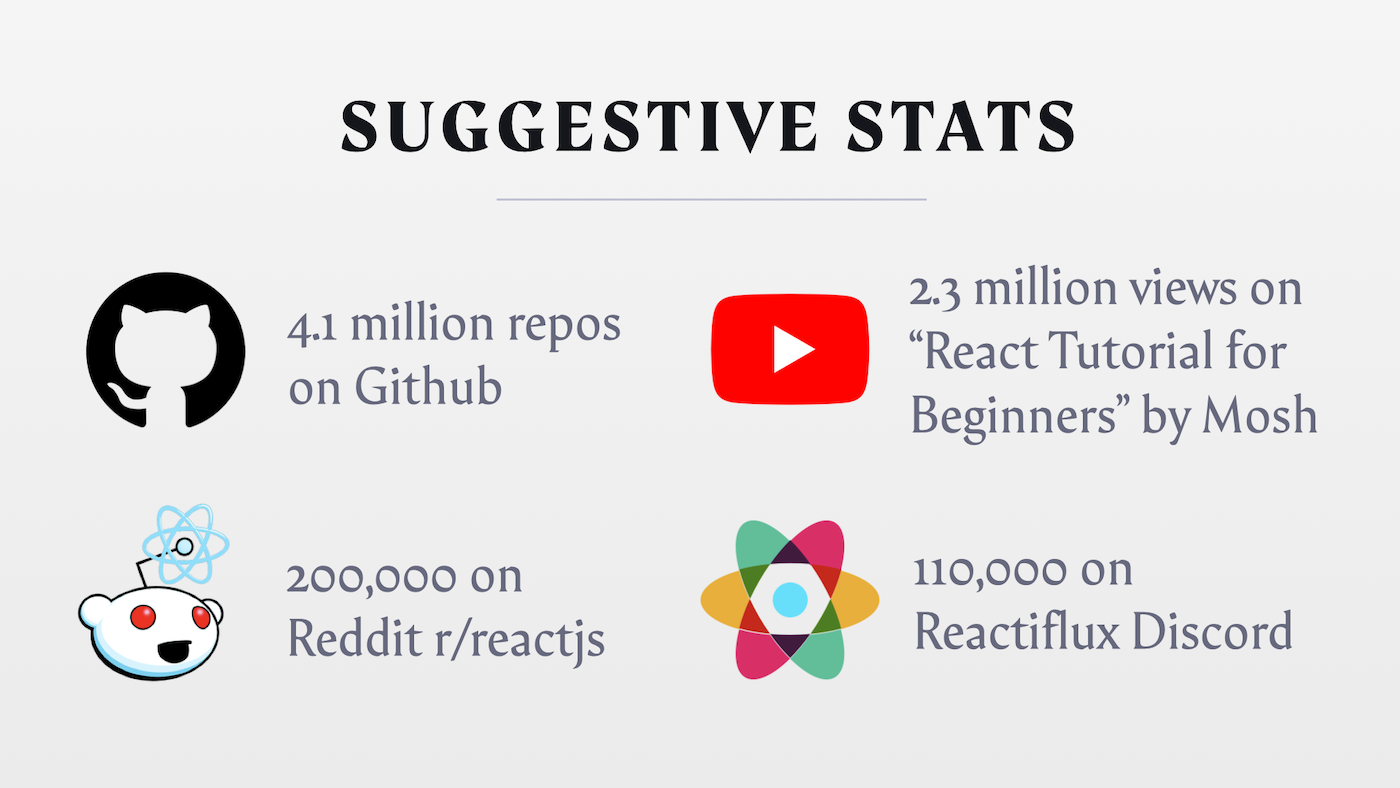 SUGGESTIVE STATS
4.1 million repos
on Github
2.3 million views on
“React Tutorial for
Beginners” by Mosh
200,000 on
Reddit r/reactjs
110,000 on
Reactiflux Discord